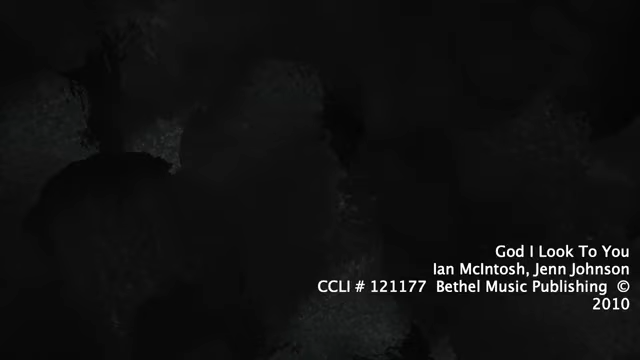 God I Look To You
Ian McIntosh, Jenn Johnson
CCLI # 121177  Bethel Music Publishing  ©
2010